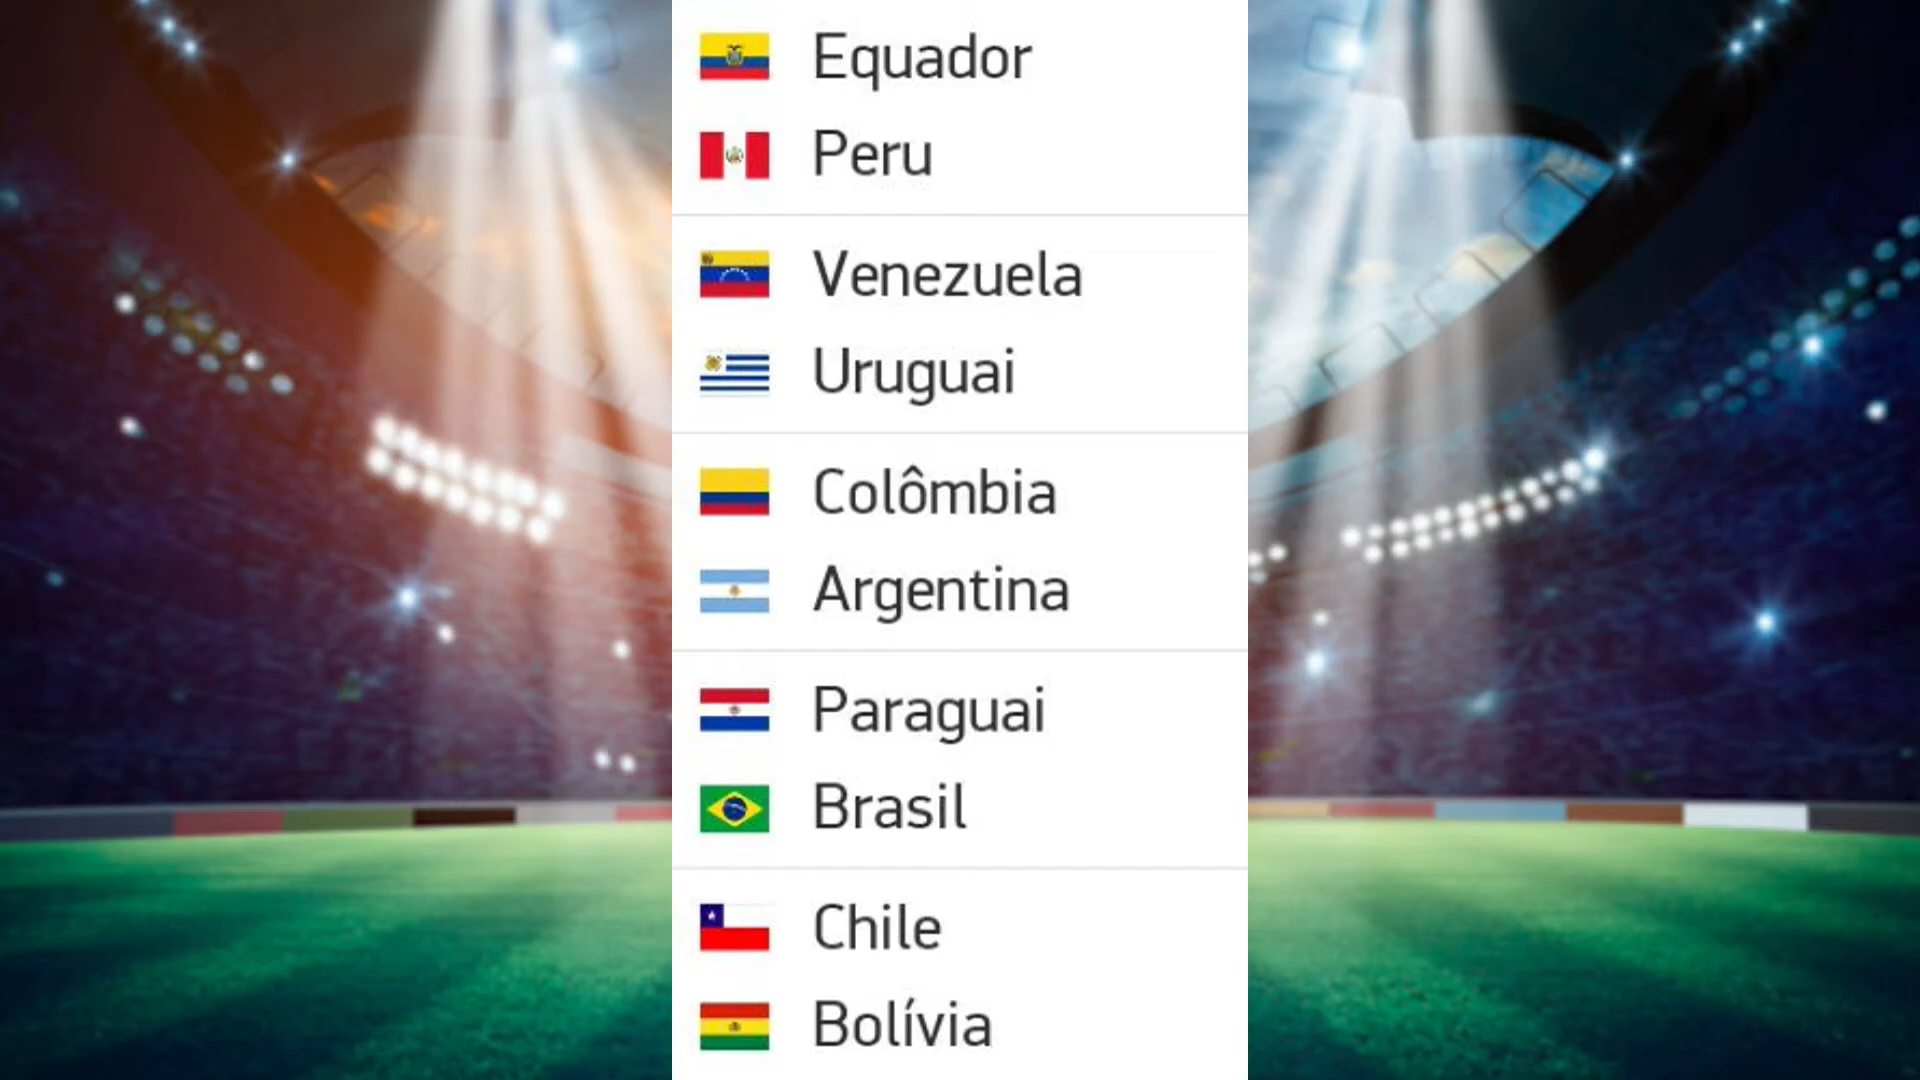 Equador
Peru
Venezuela
Uruguai
Colômbia
Argentina
Paraguai
Brasil
Chile
Bolívia